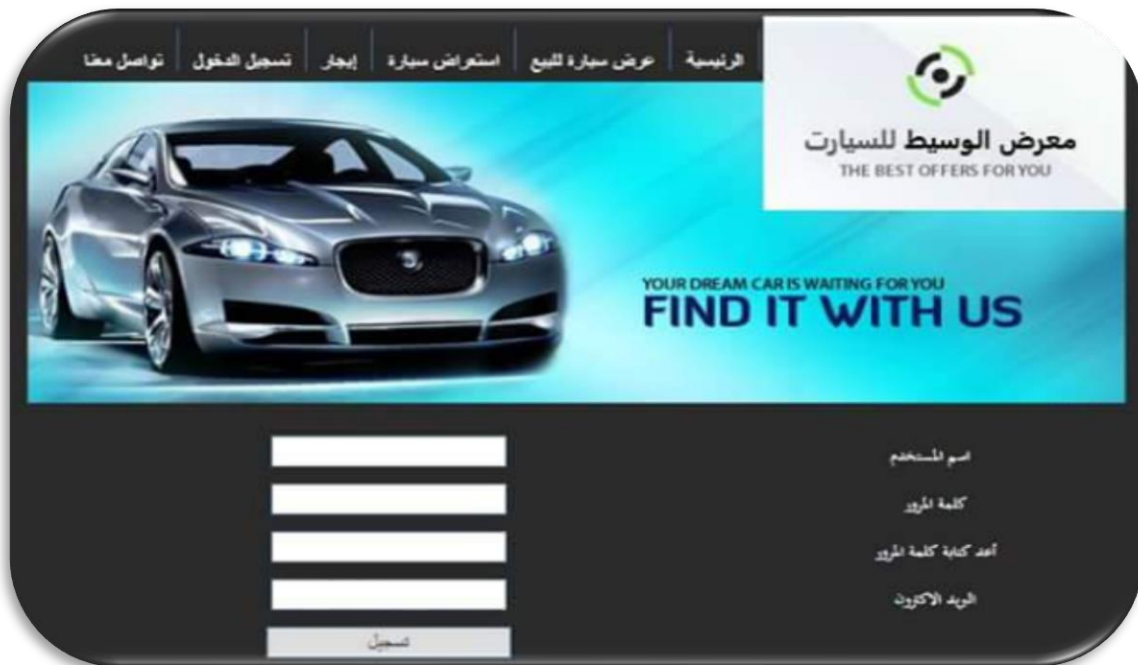 الرئيسية عرض سيارة للبيع استعراض سيارة إيجار تسجيل الدخول تواصل معنا
معرض الوسيط للسيارت
THE BEST OFFERS FOR YOU
YOUR DREAM CAR IS WAITING FOR YOU
FIND IT WITH US
اسم المستخدم
كلمة المرور
أعد كتابة كلمة المرور
البريد الاكترون
تسجيل